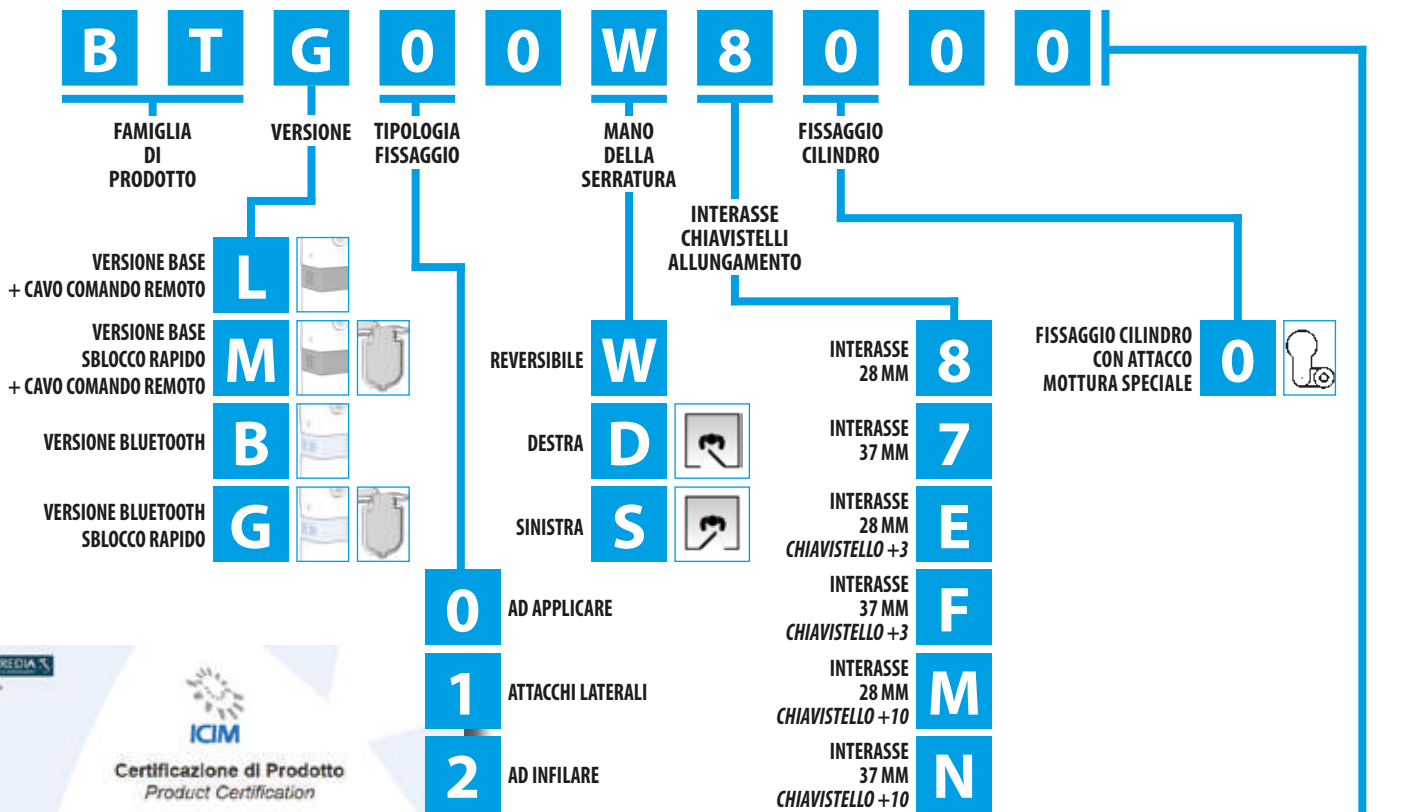 B T G 0 0 W 8 0 0 0
FAMIGLIA
DI
PRODOTTO
VERSIONE
TIPOLOGIA
FISSAGGIO
MANO
DELLA
SERRATURA
INTERASSE
CHIAVISTELLI
ALLUNGAMENTO
FISSAGGIO
CILINDRO
VERSIONE BASE
+ CAVO COMANDO REMOTO
L
VERSIONE BASE
SBLOCCO RAPIDO
+ CAVO COMANDO REMOTO
M
VERSIONE BLUETOOTH
B
VERSIONE BLUETOOTH
SBLOCCO RAPIDO
G
0
AD APPLICARE
1
ATTACCHI LATERALI
2
AD INFILARE
REVERSIBILE
W
DESTRA
D
SINISTRA
S
INTERASSE
28 MM
8
INTERASSE
37 MM
7
INTERASSE
28 MM
CHIAVISTELLO +3
E
INTERASSE
37 MM
CHIAVISTELLO +3
F
INTERASSE
28 MM
CHIAVISTELLO +10
M
INTERASSE
37 MM
CHIAVISTELLO +10
N
FISSAGGIO CILINDRO
CON ATTACCO
MOTTURA SPECIALE
0
REDIA
ICIM
Certificazione di Prodotto
Product Certification